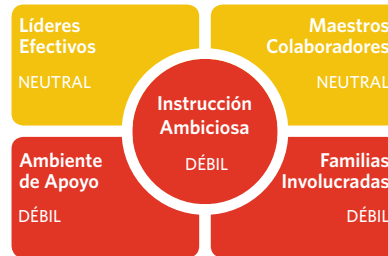 Líderes
Efectivos
NEUTRAL
Maestros
Colaboradores
NEUTRAL
Instrucción
Ambiciosa
DÉBIL
Ambiente
de Apoyo
DÉBIL
Familias
Involucradas
DÉBIL